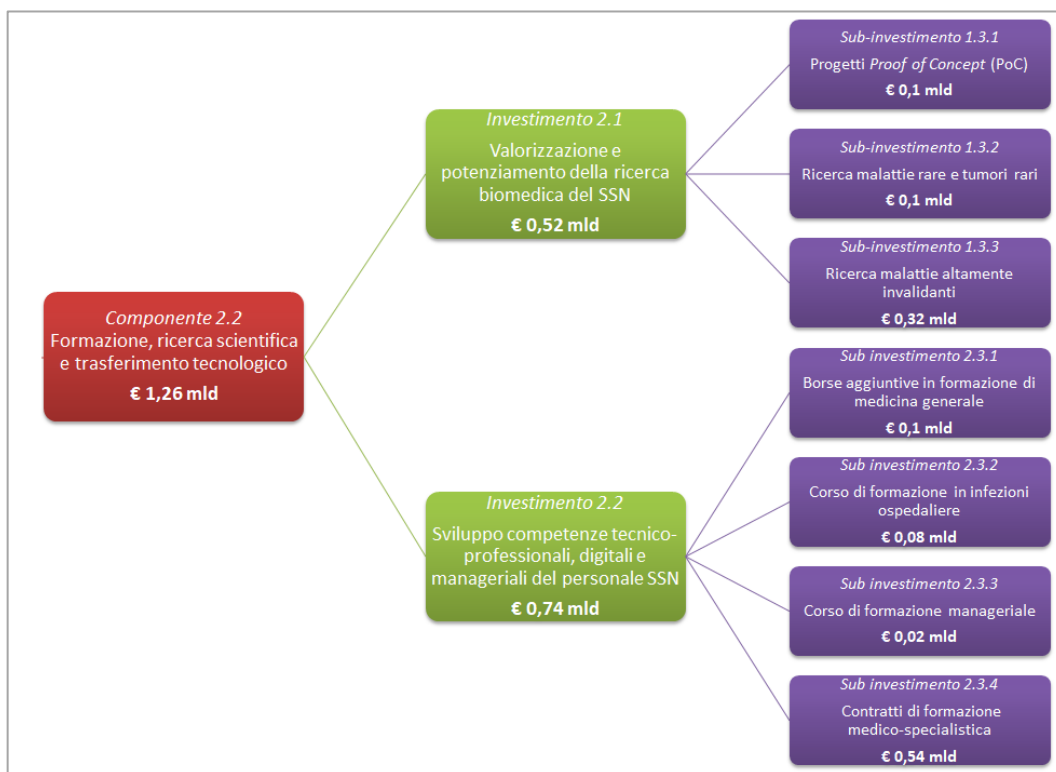 Componente 2.2
Formazione, ricerca scientifica
e trasferimento tecnologico
€ 1,26 mld
Investimento 2.1
Valorizzazione e
potenziamento della ricerca
biomedica del SSN
€ 0,52 mld
Sub-investimento 1.3.1
Progetti Proof of Concept (PoC)
€ 0,1 mld
Sub-investimento 1.3.2
Ricerca malattie rare e tumori rari
€ 0,1 mld
Sub-investimento 1.3.3
Ricerca malattie altamente
invalidanti
€ 0,32 mld
Investimento 2.2
Sviluppo competenze tecnico-
professionali, digitali e
manageriali del personale SSN
€ 0,74 mld
Sub investimento 2.3.1
Borse aggiuntive in formazione di
medicina generale
€ 0,1 mld
Sub investimento 2.3.2
Corso di formazione in infezioni
ospedaliere
€ 0,08 mld
Sub investimento 2.3.3
Corso di formazione manageriale
€ 0,02 mld
Sub investimento 2.3.4
Contratti di formazione
medico-specialistica
€ 0,54 mld